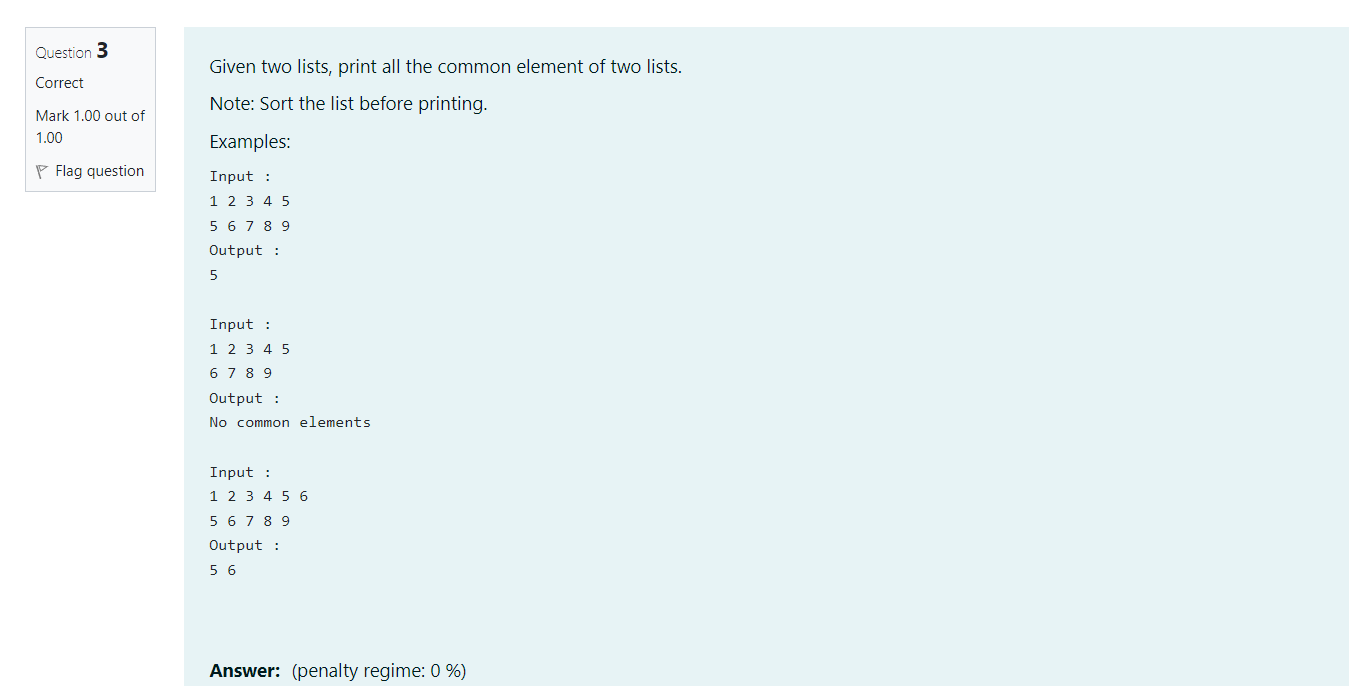 Question 3
Correct
Mark 1.00 out of
1.00
Flag question
Given two lists, print all the common element of two lists.
Note: Sort the list before printing.
Examples:
Input :
1 2 3 4 5
5 6 7 8 9
Output :
5
Input :
1 2 3 4 5
6 7 8 9
Output :
No common elements
Input :
1 2 3 4 5 6
5 6 7 8 9
Output :
5 6
Answer: (penalty regime: 0 %)